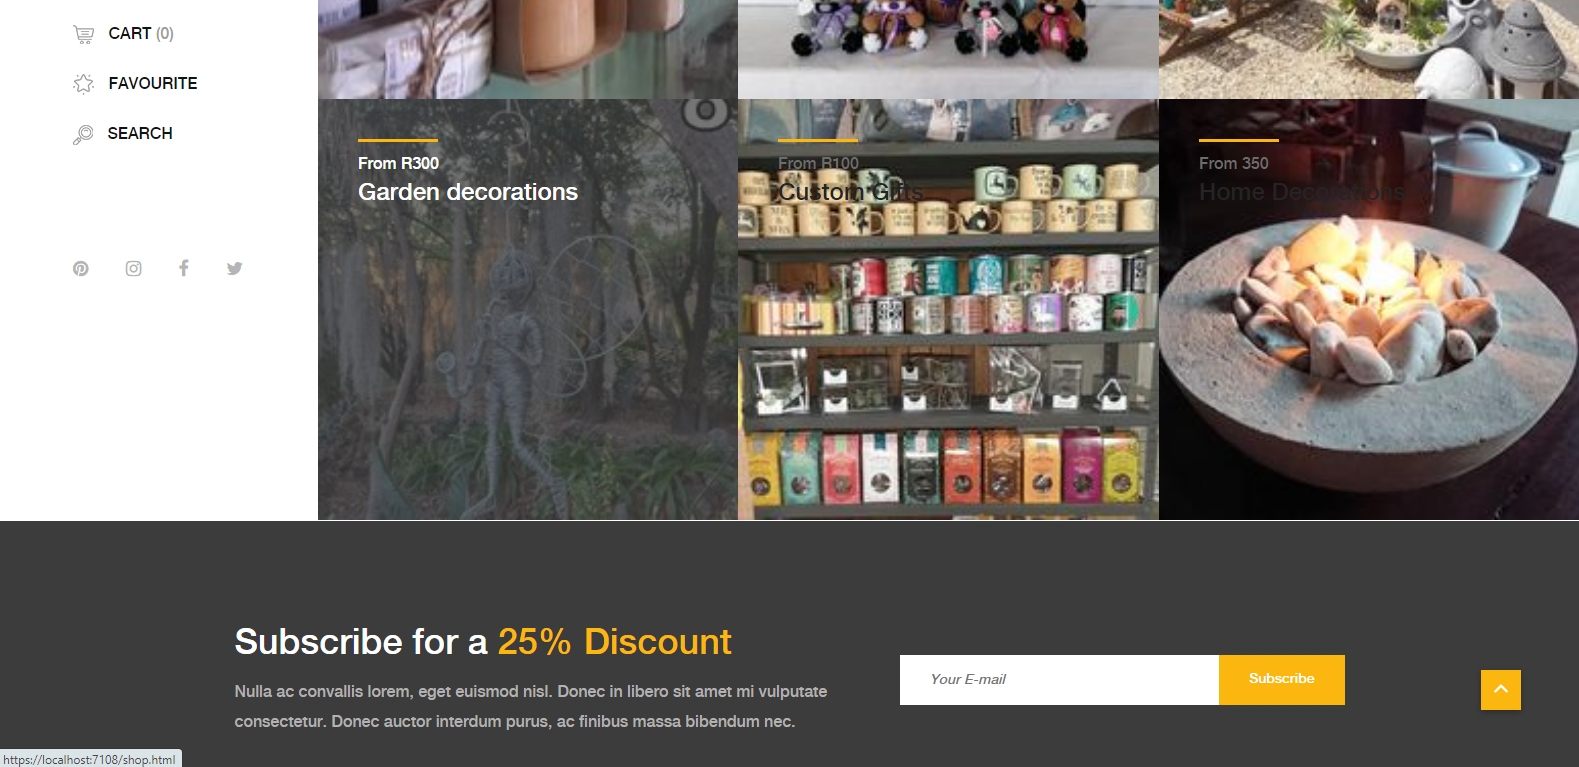 CART (0)
FAVOURITE
SEARCH
From R300
Garden decorations
From R100
Custom Gifts
From 350
Home Decorations
Subscribe for a 25% Discount
Nulla ac convallis lorem, eget euismod nisl. Donec in libero sit amet mi vulputate
consectetur. Donec auctor interdum purus, ac finibus massa bibendum nec.
Your E-mail
Subscribe
https://localhost:7108/shop.html